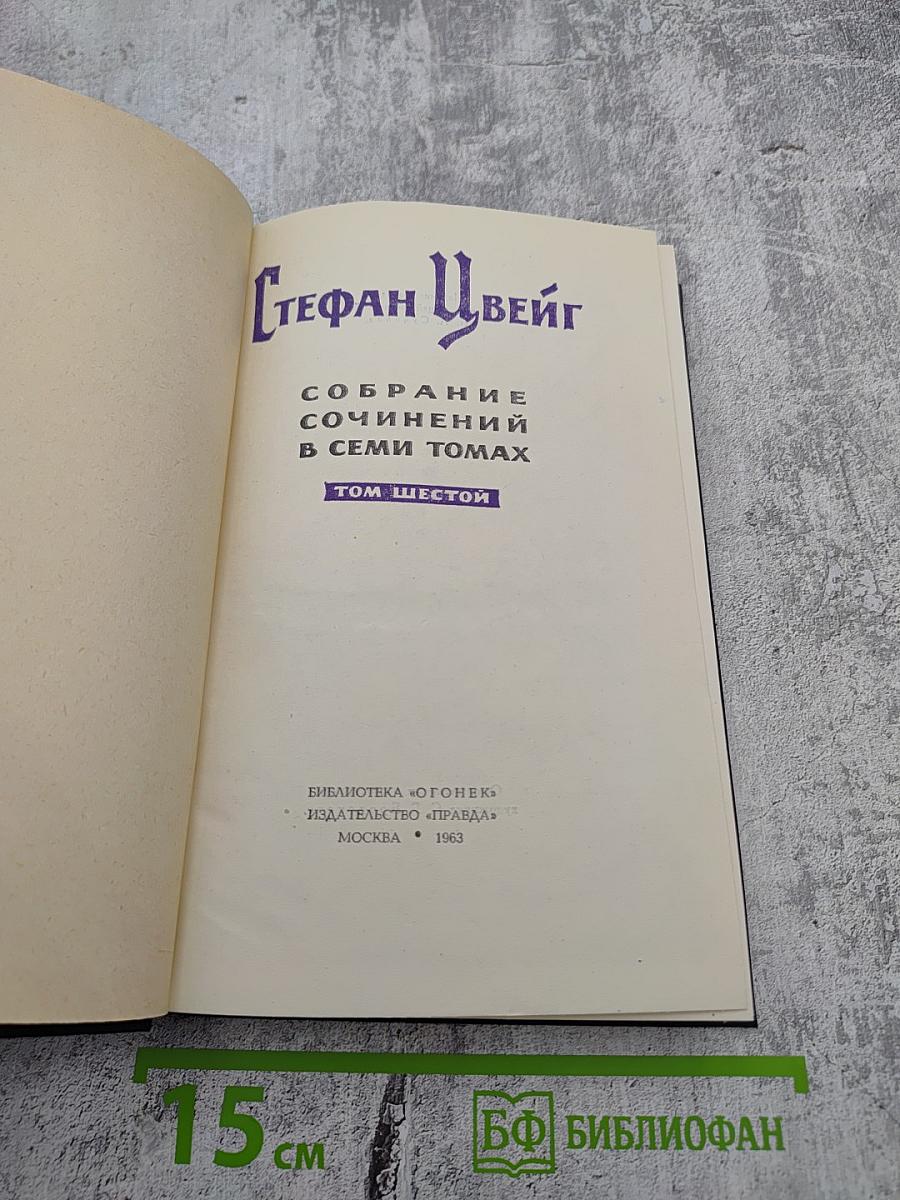 Стефан Цвейг
СОБРАНИЕ
СОЧИНЕНИЙ
В СЕМИ ТОМАХ
ТОМ ШЕСТОЙ
БИБЛИОТЕКА «ОГОНЕК»
ИЗДАТЕЛЬСТВО «ПРАВДА»
МОСКВА • 1963
15 см
БФ БИБЛИОФАН